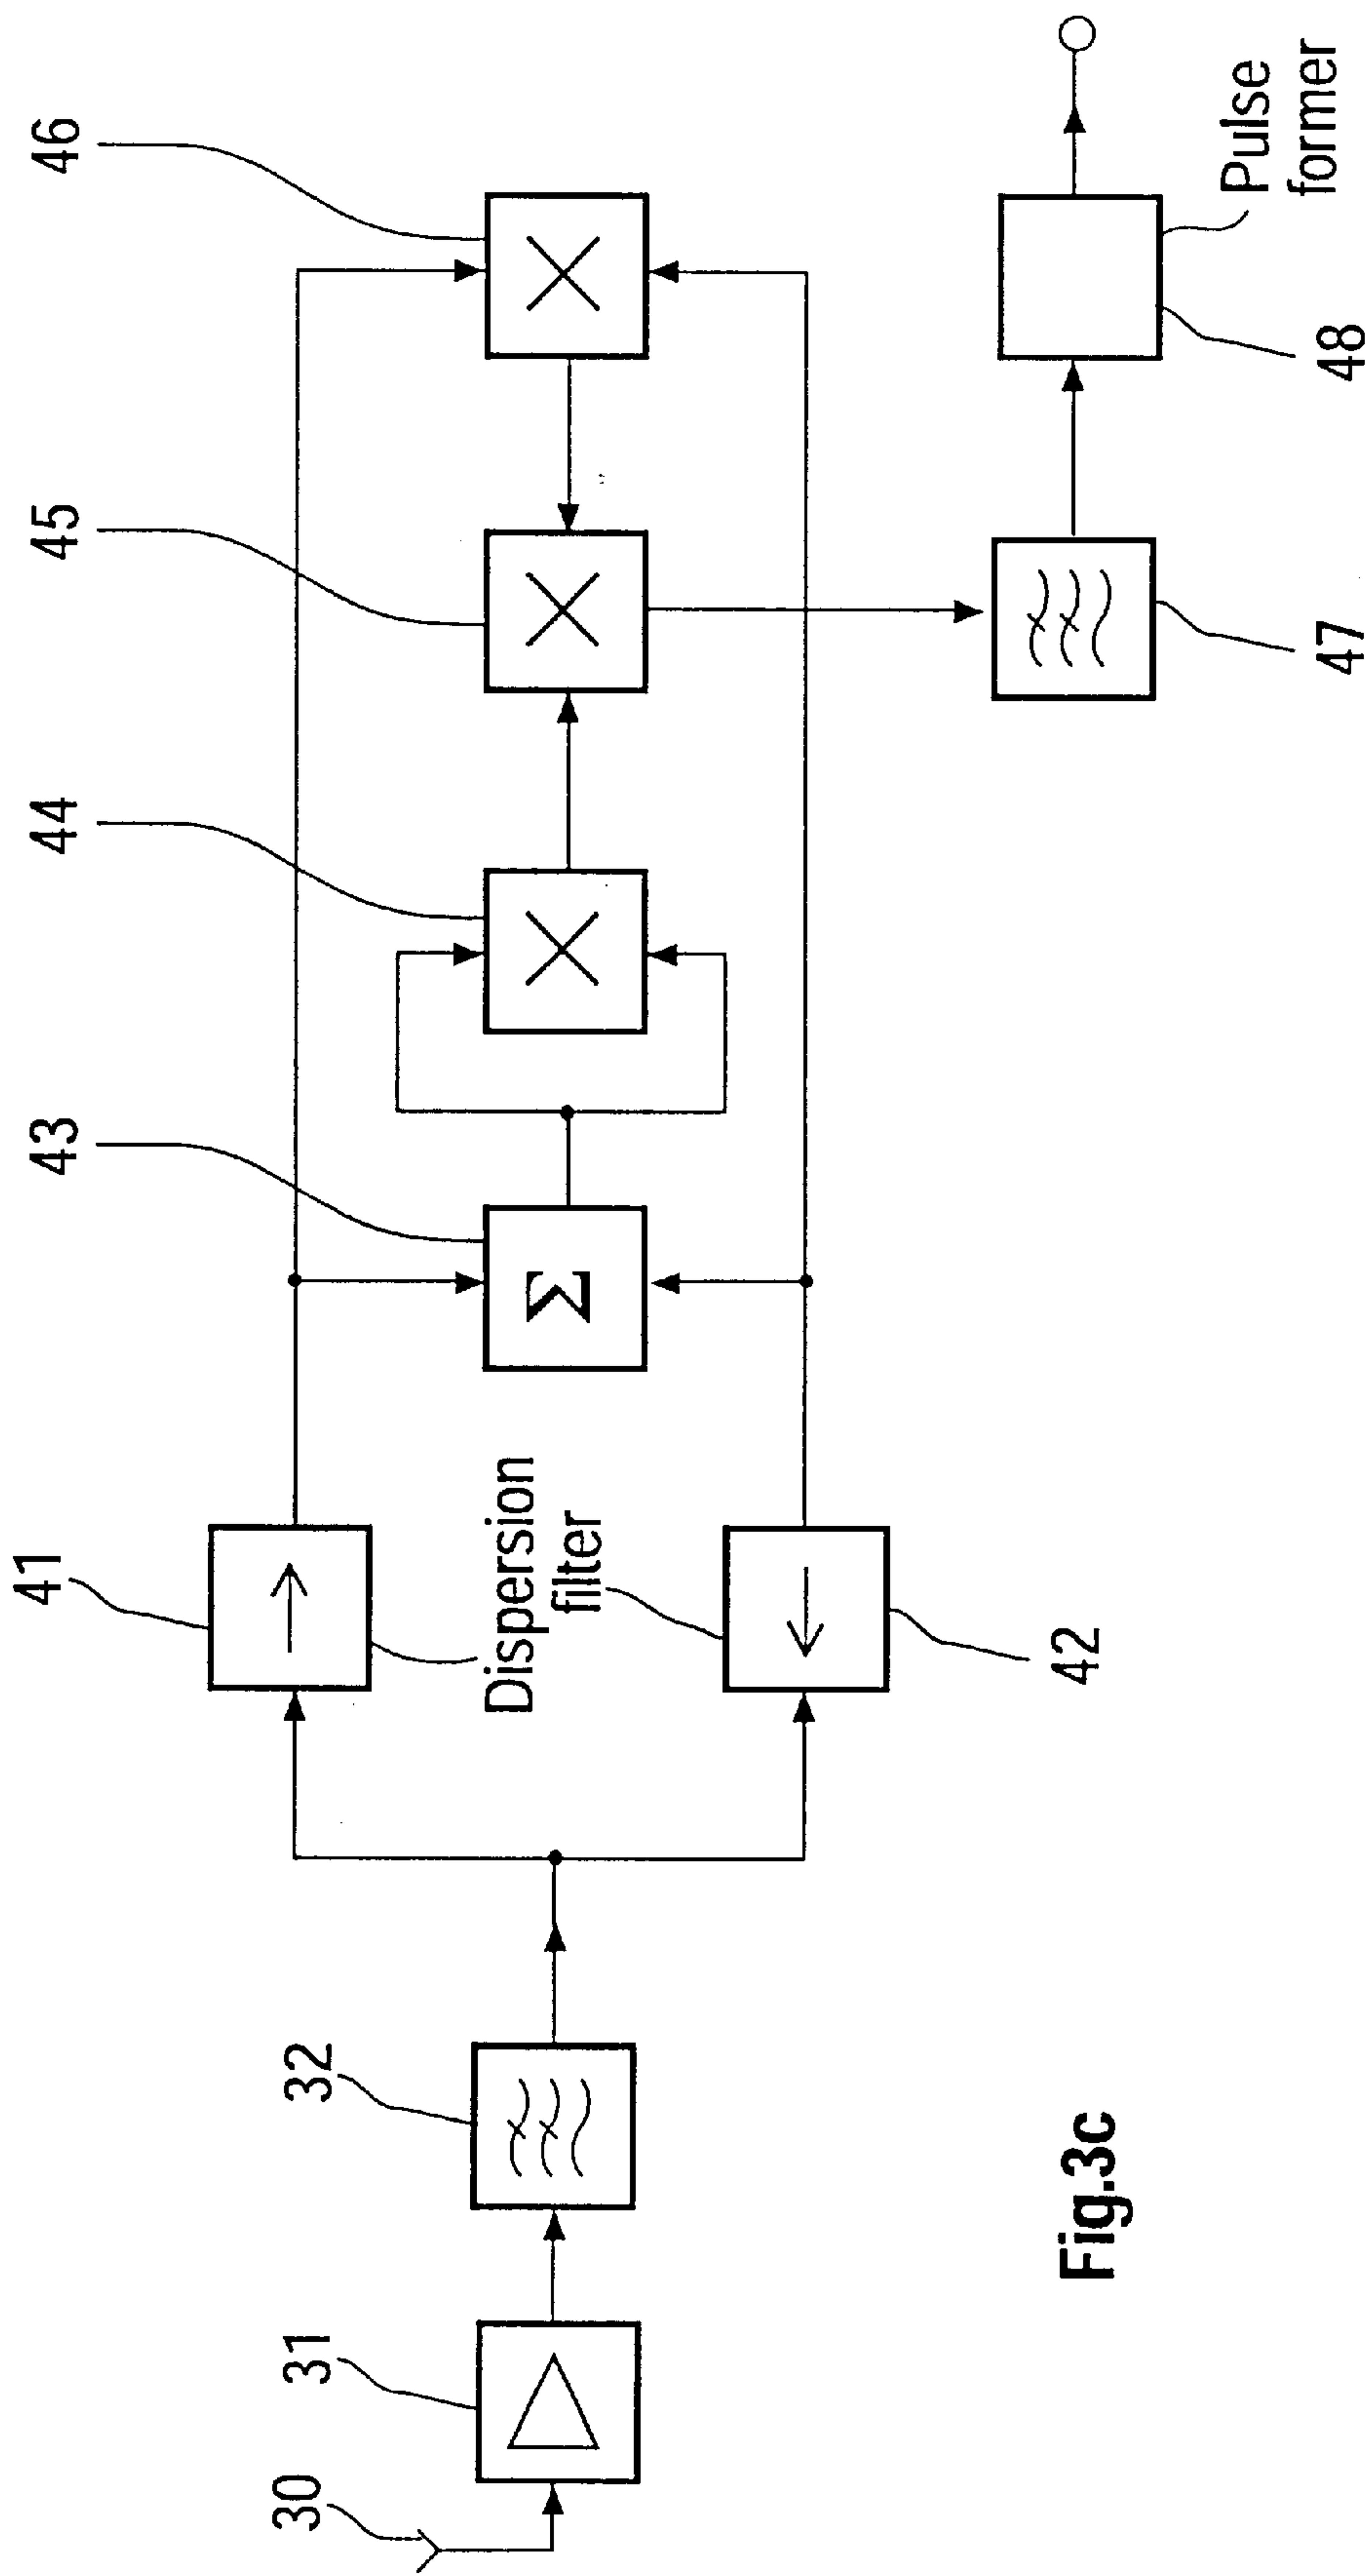 30
31
32
41
Dispersion
filter
42
43
Σ
44
45
46
47
48
Pulse
former
Fig.3c